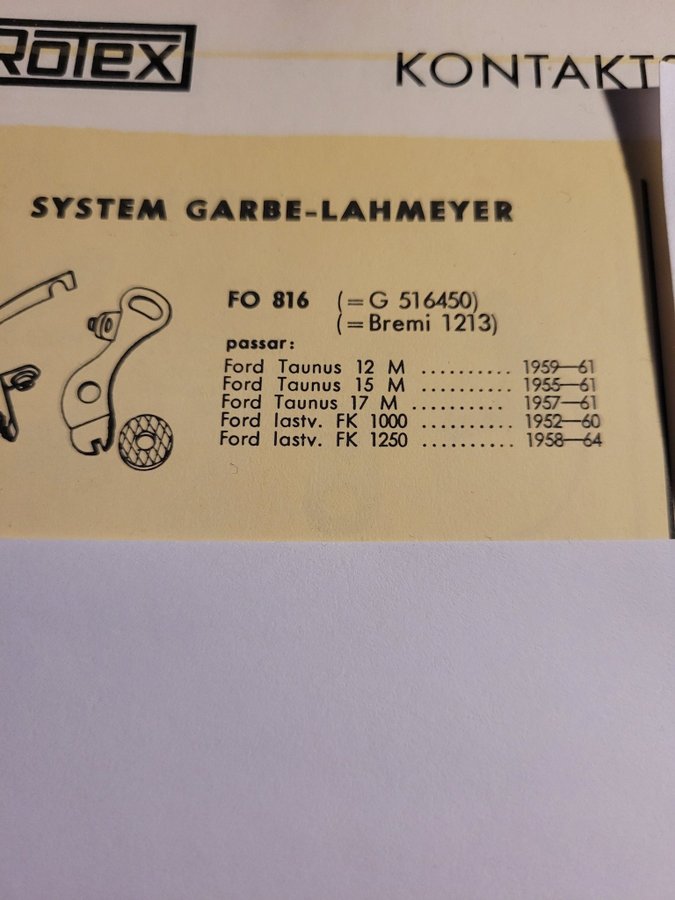 ROTEX
KONTAKTS
SYSTEM GARBE-LAHMEYER
FO 816 (=G 516450)
(=Bremi 1213)
passar:
Ford Taunus 12 M .......... 1959—61
Ford Taunus 15 M .......... 1955—61
Ford Taunus 17 M .......... 1957—61
Ford lastv. FK 1000 .......... 1952—60
Ford lastv. FK 1250 .......... 1958—64